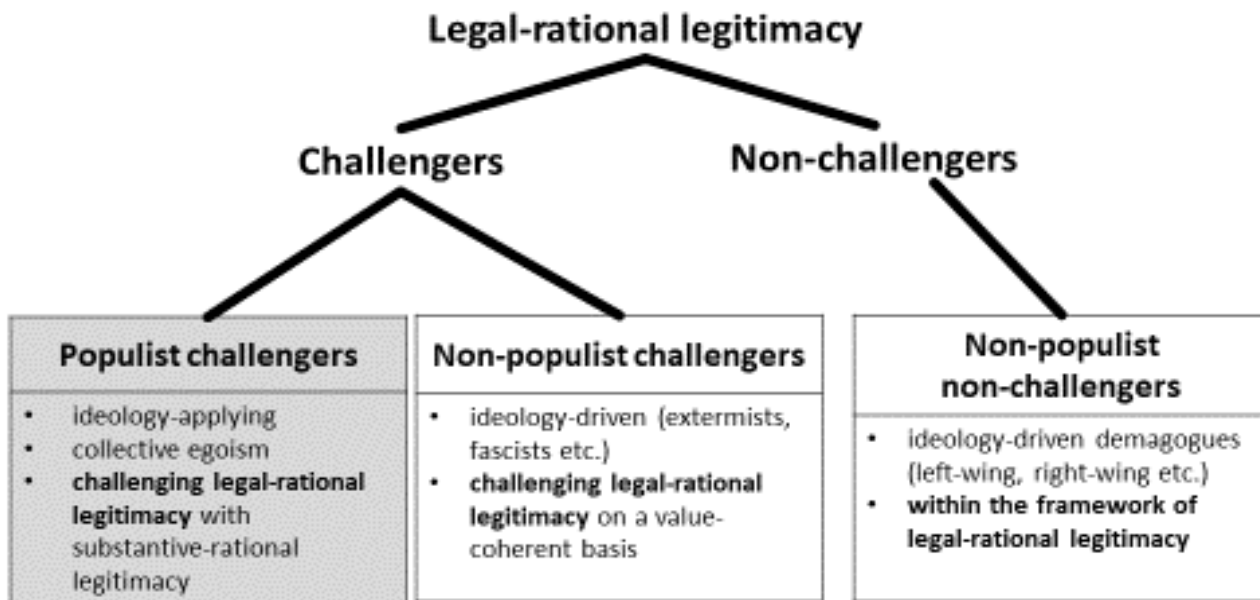 Legal-rational legitimacy
Challengers
Non-challengers
Populist challengers
• ideology-applying
• collective egoism
• challenging legal-rational
legitimacy with
substantive-rational
legitimacy
Non-populist challengers
• ideology-driven (extermists,
fascists etc.)
• challenging legal-rational
legitimacy on a value-
coherent basis
Non-populist
non-challengers
• ideology-driven demagogues
(left-wing, right-wing etc.)
• within the framework of
legal-rational legitimacy